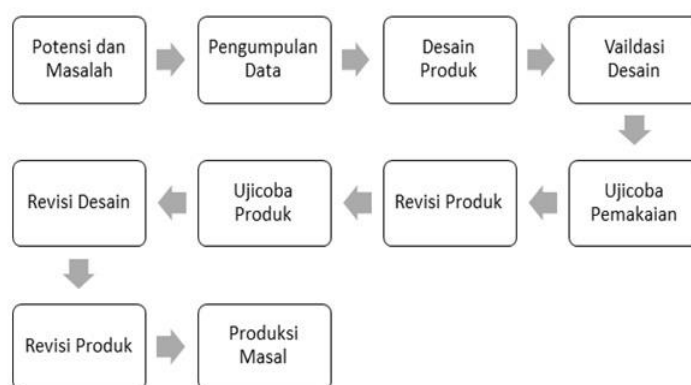 Potensi dan
Masalah
Pengumpulan
Data
Desain
Produk
Vaildasi
Desain
Ujicoba
Pemakaian
Revisi Produk
Ujicoba
Produk
Revisi Desain
Revisi Produk
Produksi
Masal